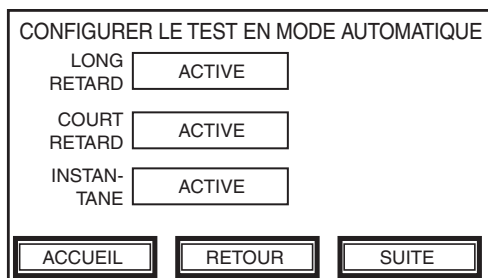 CONFIGURER LE TEST EN MODE AUTOMATIQUE
LONG
RETARD
ACTIVE
COURT
RETARD
ACTIVE
INSTAN-
TANE
ACTIVE
ACCUEIL RETOUR SUITE